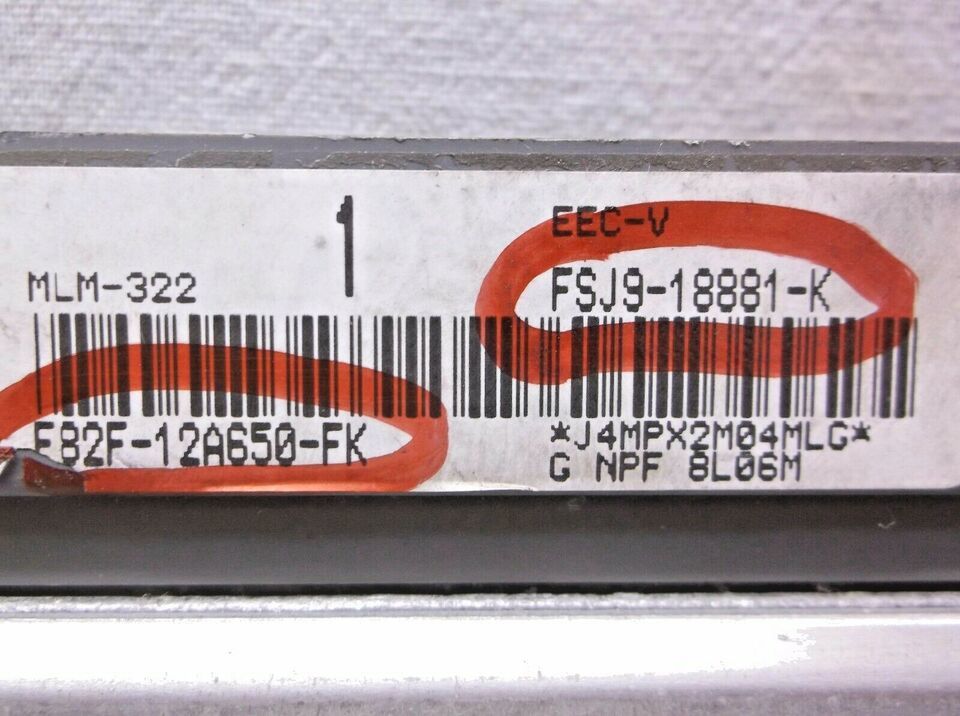 1
EEC-V
FSJ9-18881-K
MLM-322
F82F-12A650-FK
*J4MPX2M04MLG*
G NPF 8L06M